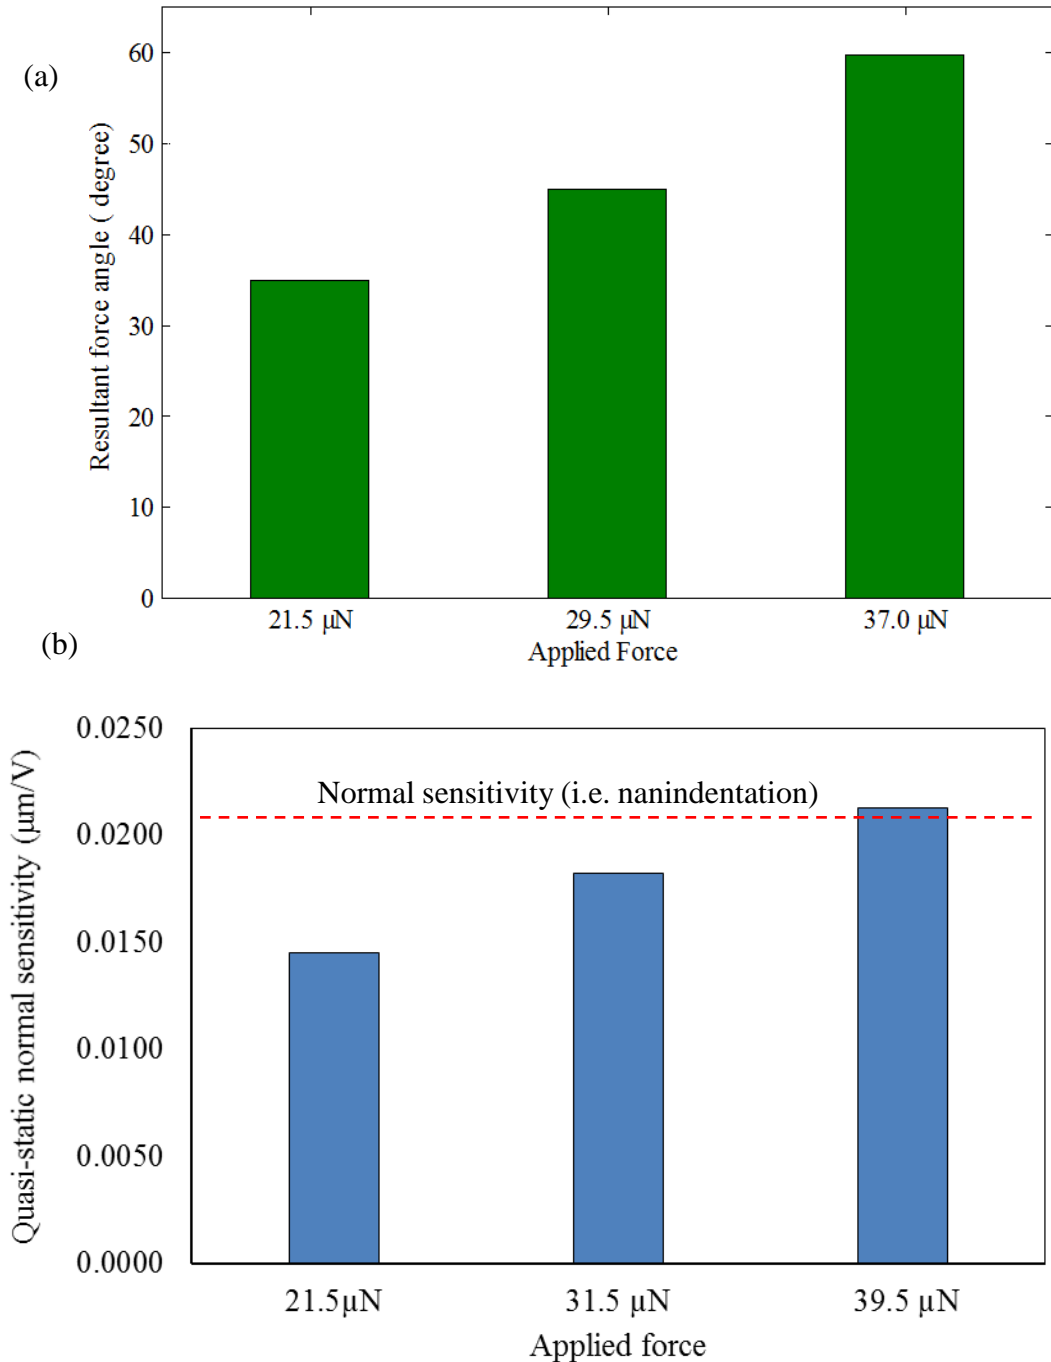 (a)
Resultant force angle ( degree)
60
50
40
30
20
10
0
21.5 µN 29.5 µN 37.0 µN
Applied Force
(b)
Quasi-static normal sensitivity (µm/V)
0.0250
0.0200
0.0150
0.0100
0.0050
0.0000
Normal sensitivity (i.e. nanindentation)
21.5µN 31.5 µN 39.5 µN
Applied force